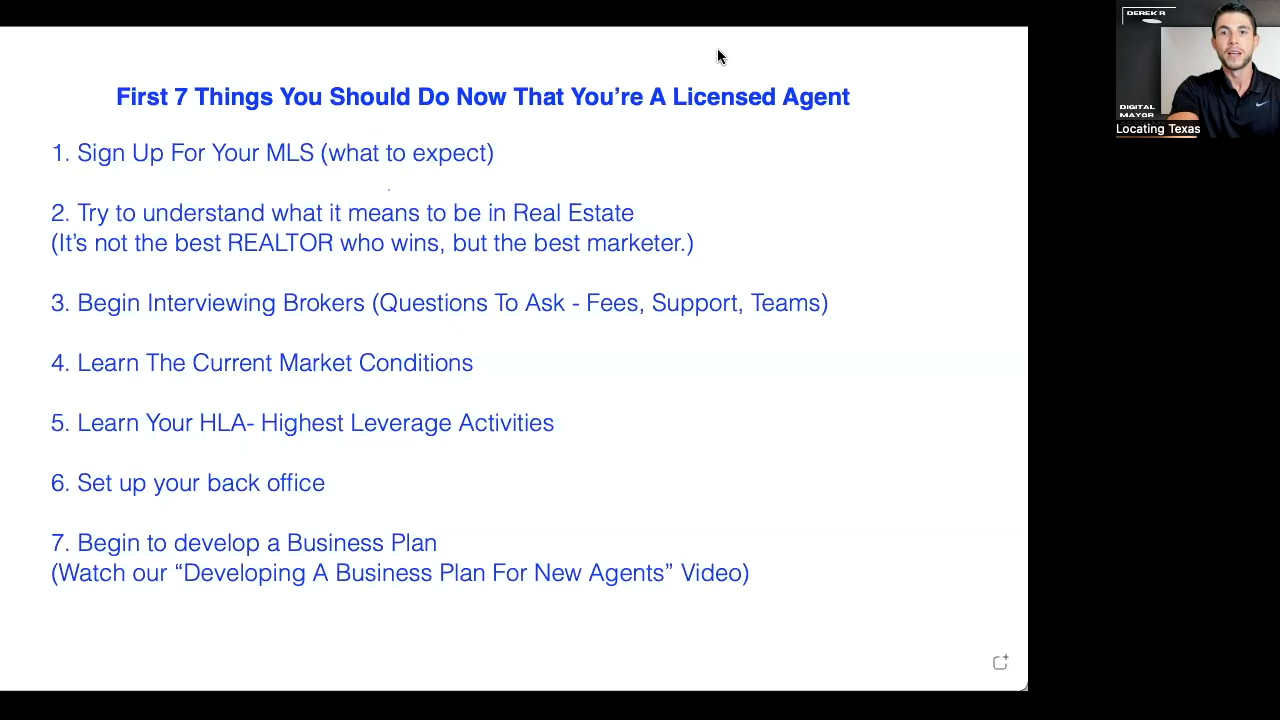 First 7 Things You Should Do Now That You’re A Licensed Agent
1. Sign Up For Your MLS (what to expect)
2. Try to understand what it means to be in Real Estate
(It’s not the best REALTOR who wins, but the best marketer.)
3. Begin Interviewing Brokers (Questions To Ask - Fees, Support, Teams)
4. Learn The Current Market Conditions
5. Learn Your HLA- Highest Leverage Activities
6. Set up your back office
7. Begin to develop a Business Plan
(Watch our “Developing A Business Plan For New Agents” Video)
DEREK R
DIGITAL
MAYOR
Locating Texas